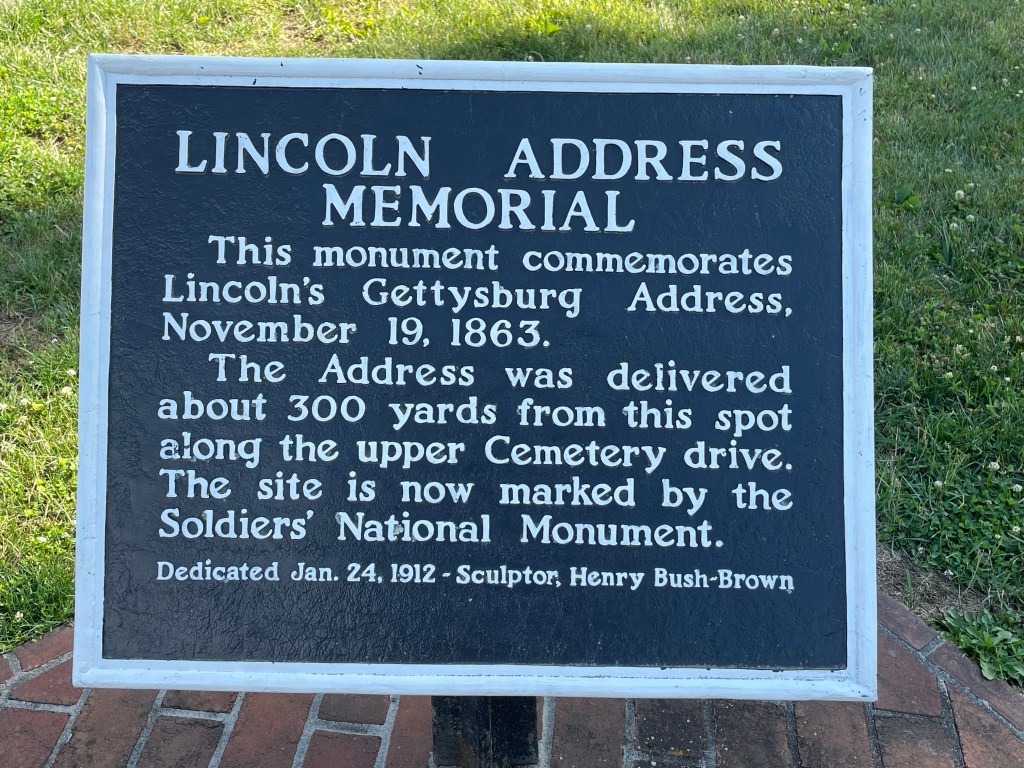 LINCOLN ADDRESS
MEMORIAL
This monument commemorates
Lincoln's Gettysburg Address,
November 19, 1863.
The Address was delivered
about 300 yards from this spot
along the upper Cemetery drive.
The site is now marked by the
Soldiers' National Monument.
Dedicated Jan. 24, 1912 - Sculptor, Henry Bush-Brown